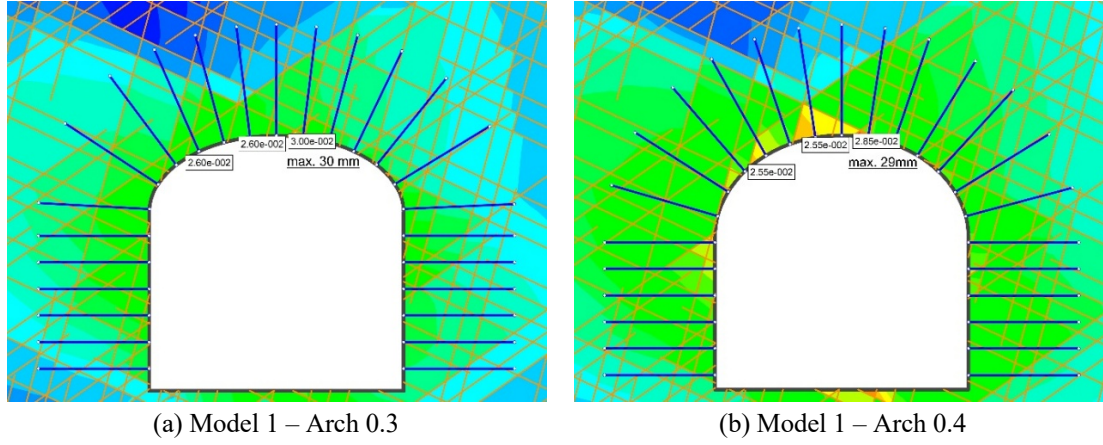 2.60e-002
2.60e-002
3.00e-002
max. 30 mm
2.55e-002
2.55e-002
2.85e-002
max. 29mm
(a) Model 1 – Arch 0.3
(b) Model 1 – Arch 0.4